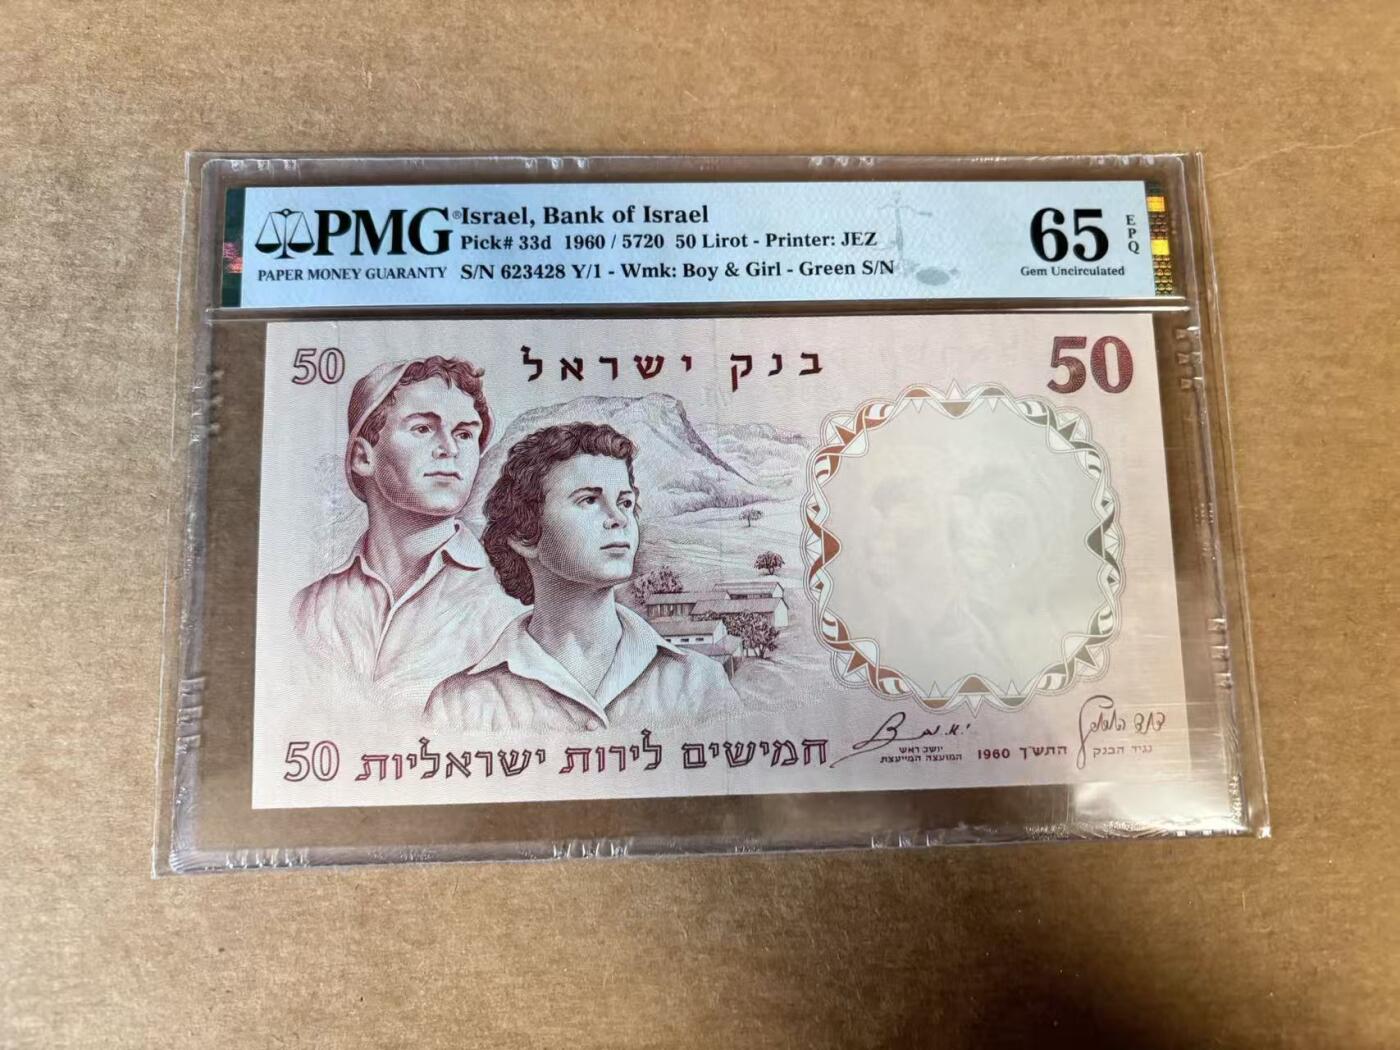 PMG®
PAPER MONEY GUARANTY
Israel, Bank of Israel
Pick# 33d 1960 / 5720 50 Lirot - Printer: JEZ
S/N 623428 Y/1 - Wmk: Boy & Girl - Green S/N
65 EPQ
Gem Uncirculated
50
בנק ישראל
50
50
חמישים לירות ישראליות
יושב ראש
המועצה המייעצת
התש"ך 1960
נגיד הבנק